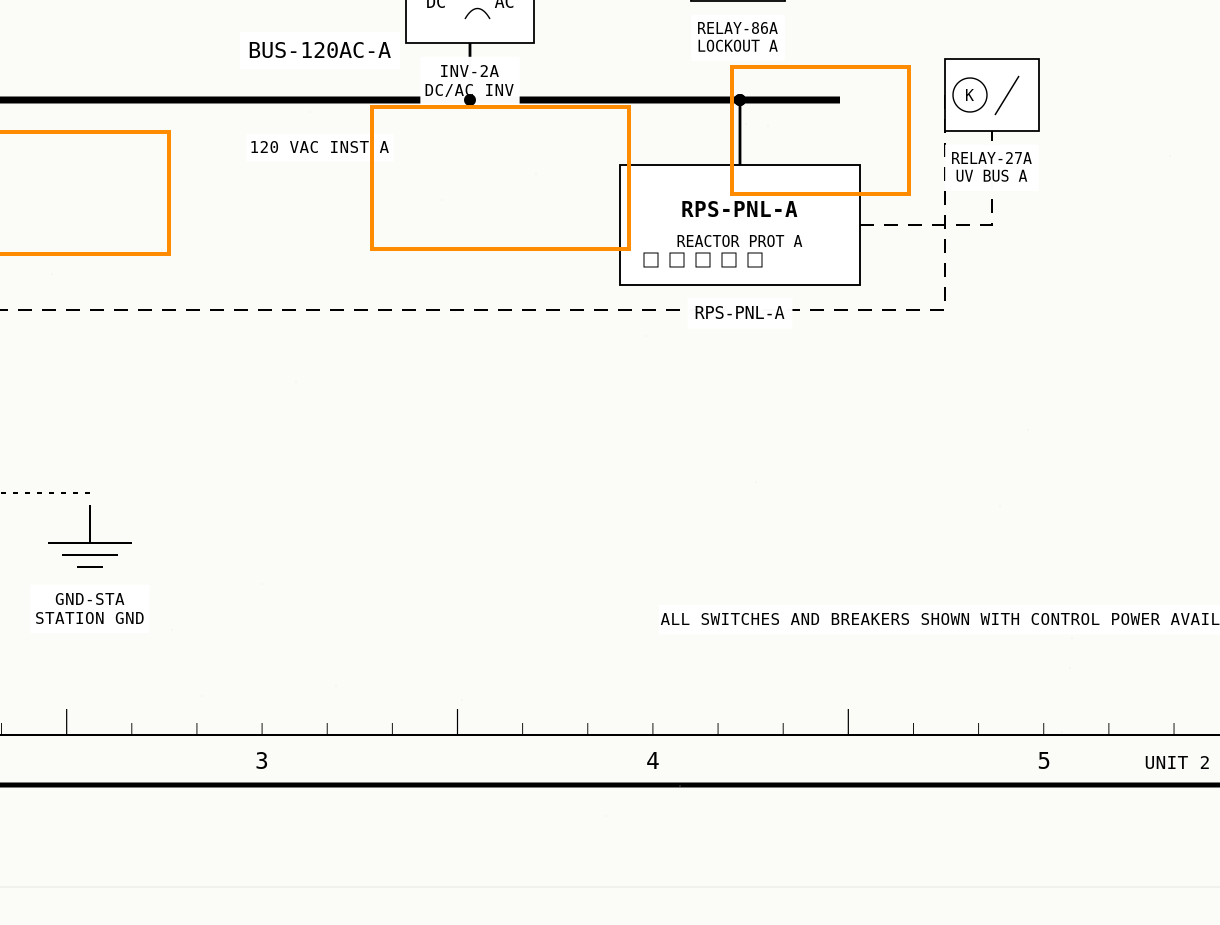 DC AC
RELAY-86A
LOCKOUT A
BUS-120AC-A
INV-2A
DC/AC INV
K
120 VAC INST A
RELAY-27A
UV BUS A
RPS-PNL-A
REACTOR PROT A
RPS-PNL-A
GND-STA
STATION GND
ALL SWITCHES AND BREAKERS SHOWN WITH CONTROL POWER AVAIL
3
4
5
UNIT 2